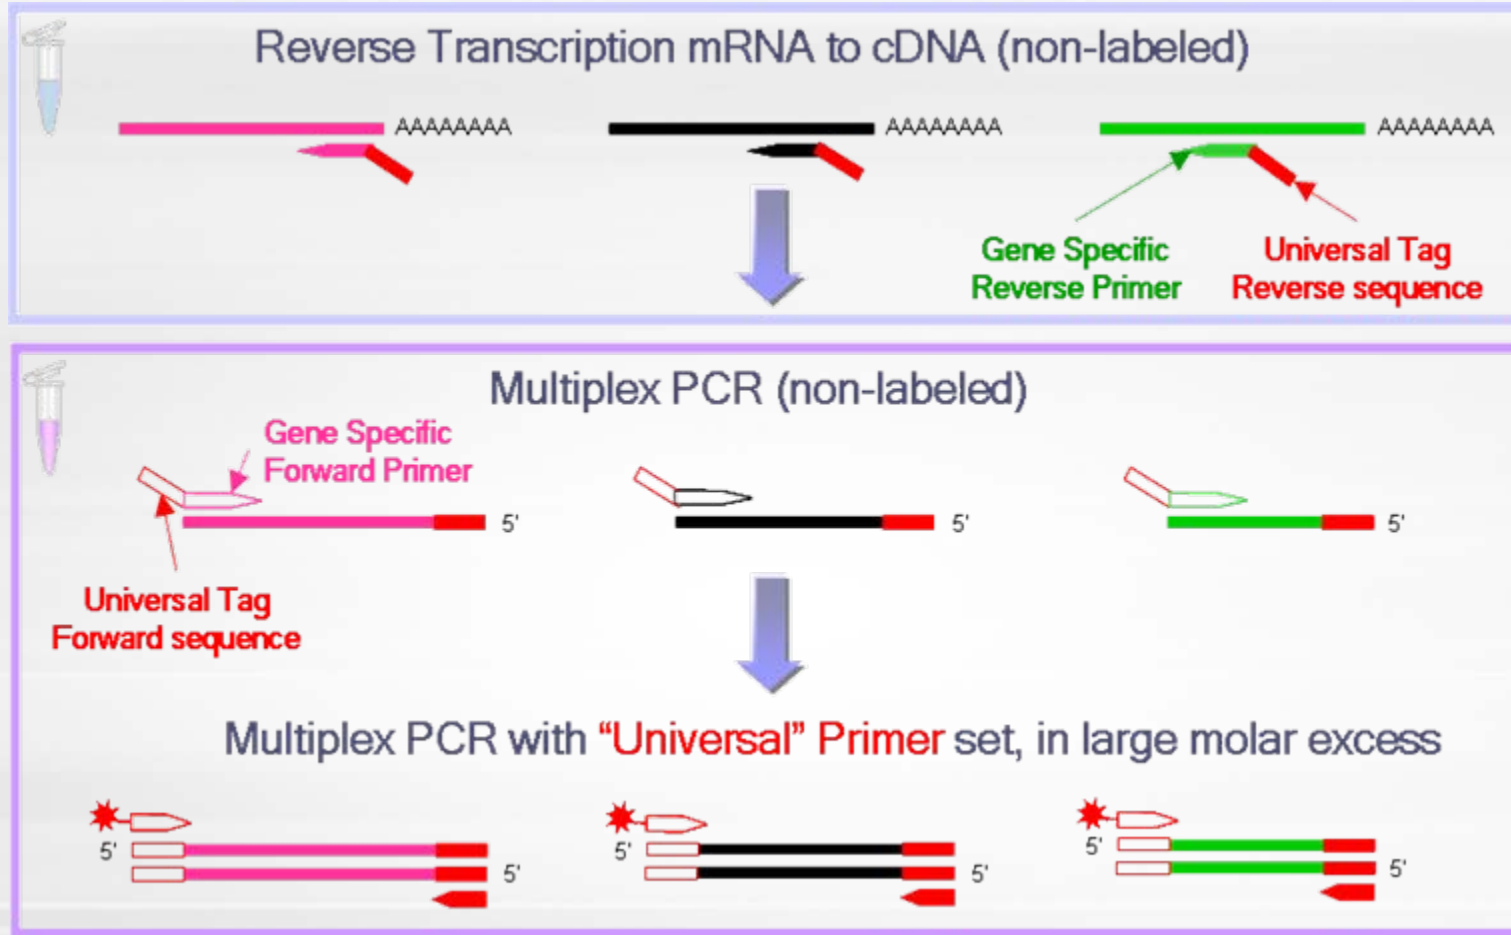 Reverse Transcription mRNA to cDNA (non-labeled)
AAAAAAAA
AAAAAAAA
AAAAAAAA
Gene Specific
Reverse Primer
Universal Tag
Reverse sequence
Multiplex PCR (non-labeled)
Gene Specific
Forward Primer
5'
5'
5'
Universal Tag
Forward sequence
Multiplex PCR with “Universal” Primer set, in large molar excess
5'
5'
5'
5'
5'
5'